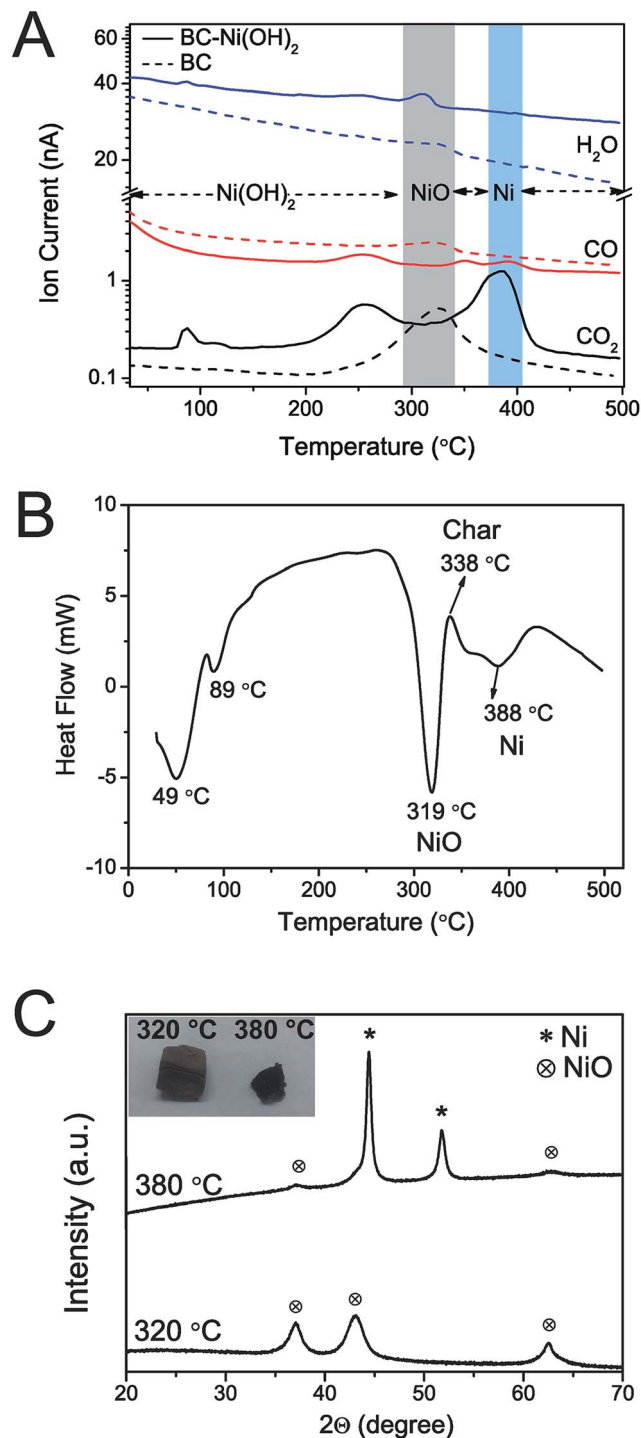 A
BC-Ni(OH)2
BC
Ion Current (nA)
60
40
20
1
0.1
H2O
Ni(OH)2
NiO
Ni
CO
CO2
100
200
300
400
500
Temperature (°C)
B
Heat Flow (mW)
10
5
0
-5
-10
Char
338 °C
89 °C
388 °C
Ni
49 °C
319 °C
NiO
0
100
200
300
400
500
Temperature (°C)
C
Intensity (a.u.)
320 °C 380 °C
* Ni
⊗ NiO
*
*
⊗
⊗
380 °C
⊗
⊗
⊗
320 °C
20
30
40
50
60
70
2Θ (degree)